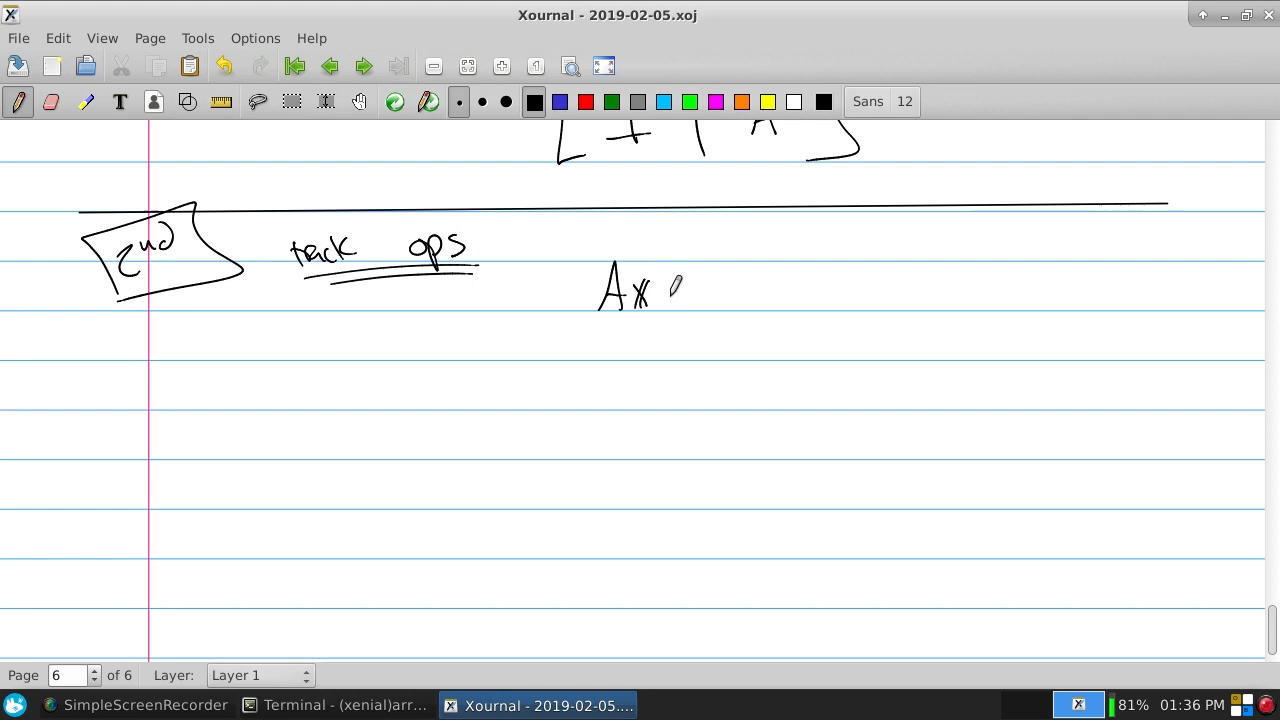 Xournal - 2019-02-05.xoj
File Edit View Page Tools Options Help
T Sans 12
[ I | A ]
2nd track ops
Ax
Page 6 of 6 Layer: Layer 1
SimpleScreenRecorder Terminal - (xenial)arr... Xournal - 2019-02-05.... 81% 01:36 PM